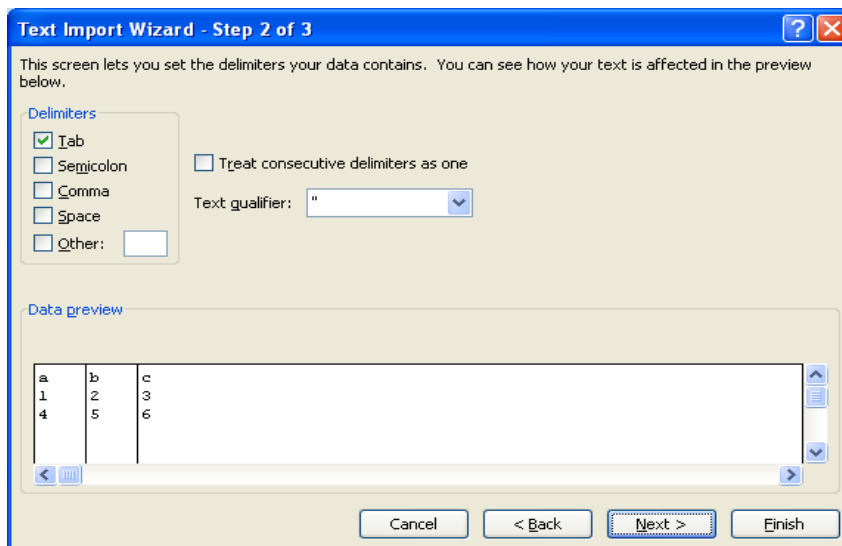 Text Import Wizard - Step 2 of 3
This screen lets you set the delimiters your data contains. You can see how your text is affected in the preview
below.
Delimiters
Tab
Semicolon
Comma
Space
Other:
Treat consecutive delimiters as one
Text qualifier: "
Data preview
a b c
1 2 3
4 5 6
Cancel < Back Next > Finish